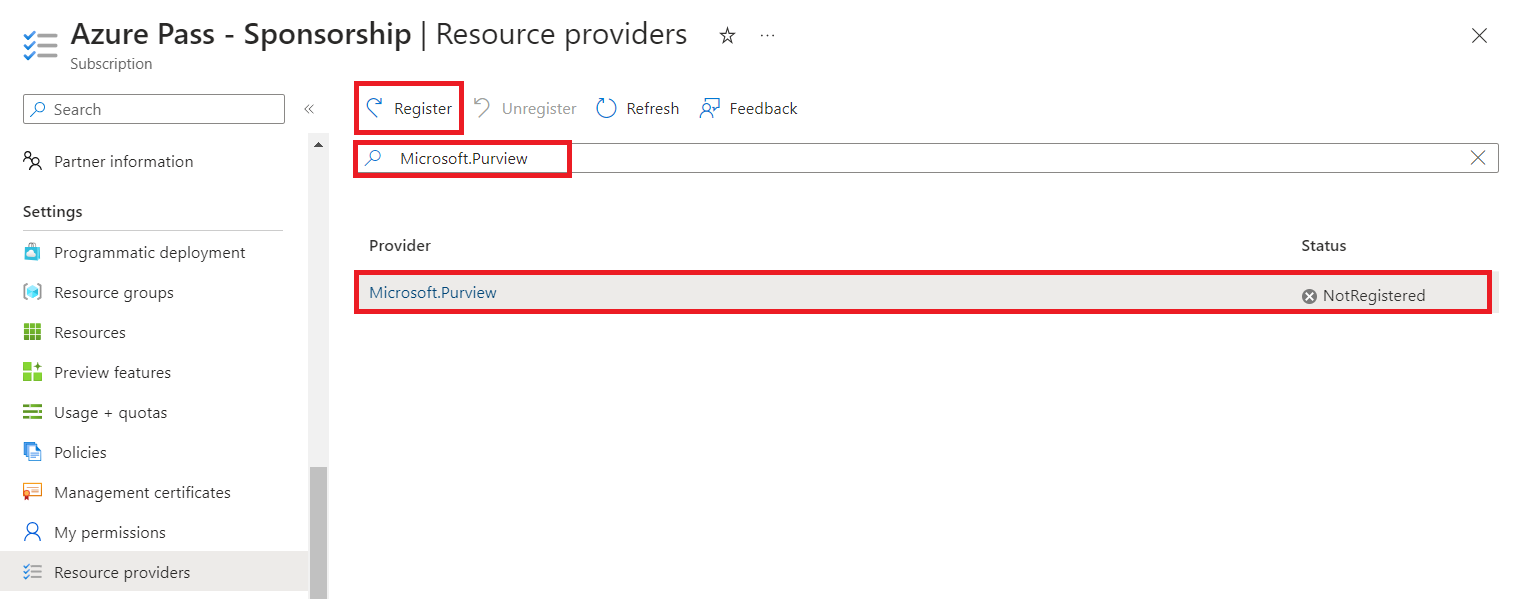 Azure Pass - Sponsorship | Resource providers ☆ ...
Subscription
Search «
Partner information
Settings
Programmatic deployment
Resource groups
Resources
Preview features
Usage + quotas
Policies
Management certificates
My permissions
Resource providers
Register Unregister Refresh Feedback
Microsoft.Purview
Provider Status
Microsoft.Purview NotRegistered